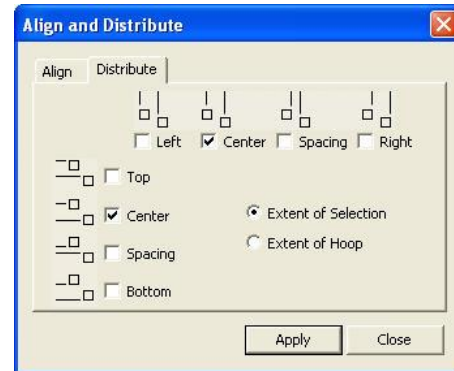 Align and Distribute
Align Distribute
Left Center Spacing Right
Top
Center Extent of Selection
Extent of Hoop
Spacing
Bottom
Apply Close